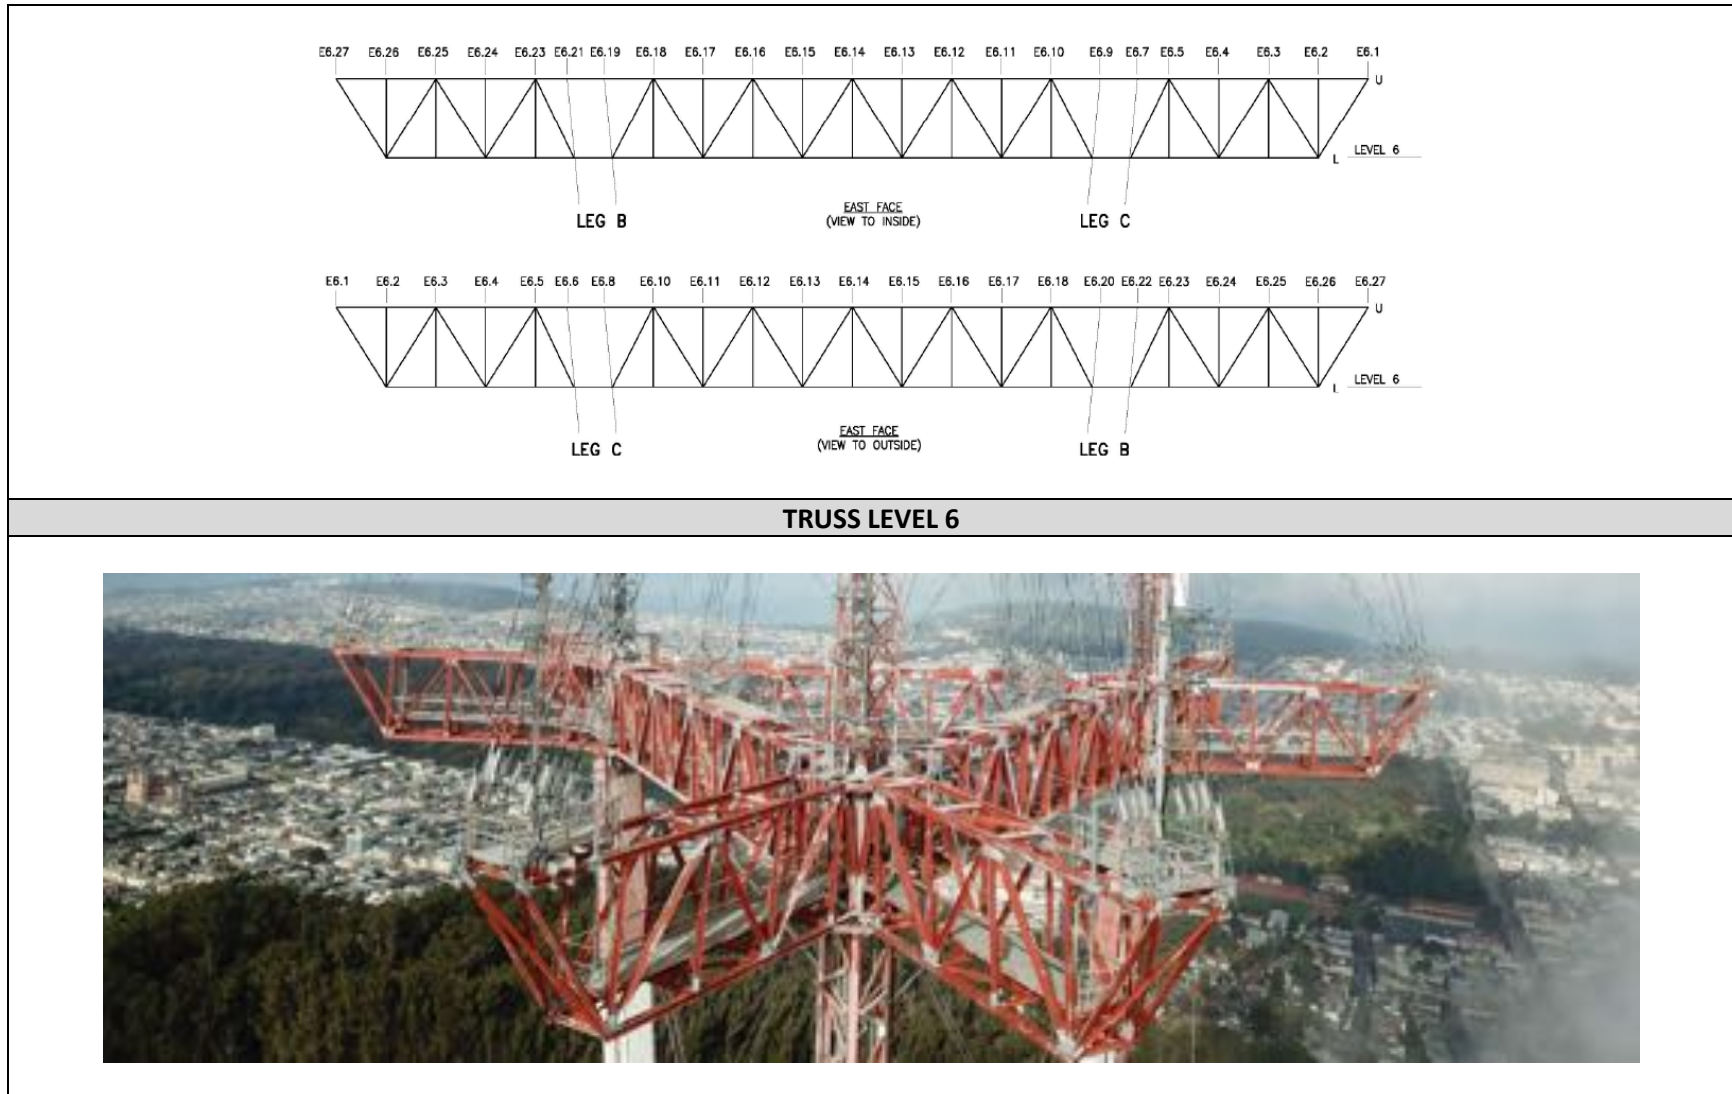 E6.27 E6.26 E6.25 E6.24 E6.23 E6.21 E6.19 E6.18 E6.17 E6.16 E6.15 E6.14 E6.13 E6.12 E6.11 E6.10 E6.9 E6.7 E6.5 E6.4 E6.3 E6.2 E6.1
U
L LEVEL 6
LEG B
EAST FACE
(VIEW TO INSIDE)
LEG C
E6.1 E6.2 E6.3 E6.4 E6.5 E6.6 E6.8 E6.10 E6.11 E6.12 E6.13 E6.14 E6.15 E6.16 E6.17 E6.18 E6.20 E6.22 E6.23 E6.24 E6.25 E6.26 E6.27
U
L LEVEL 6
LEG C
EAST FACE
(VIEW TO OUTSIDE)
LEG B
TRUSS LEVEL 6